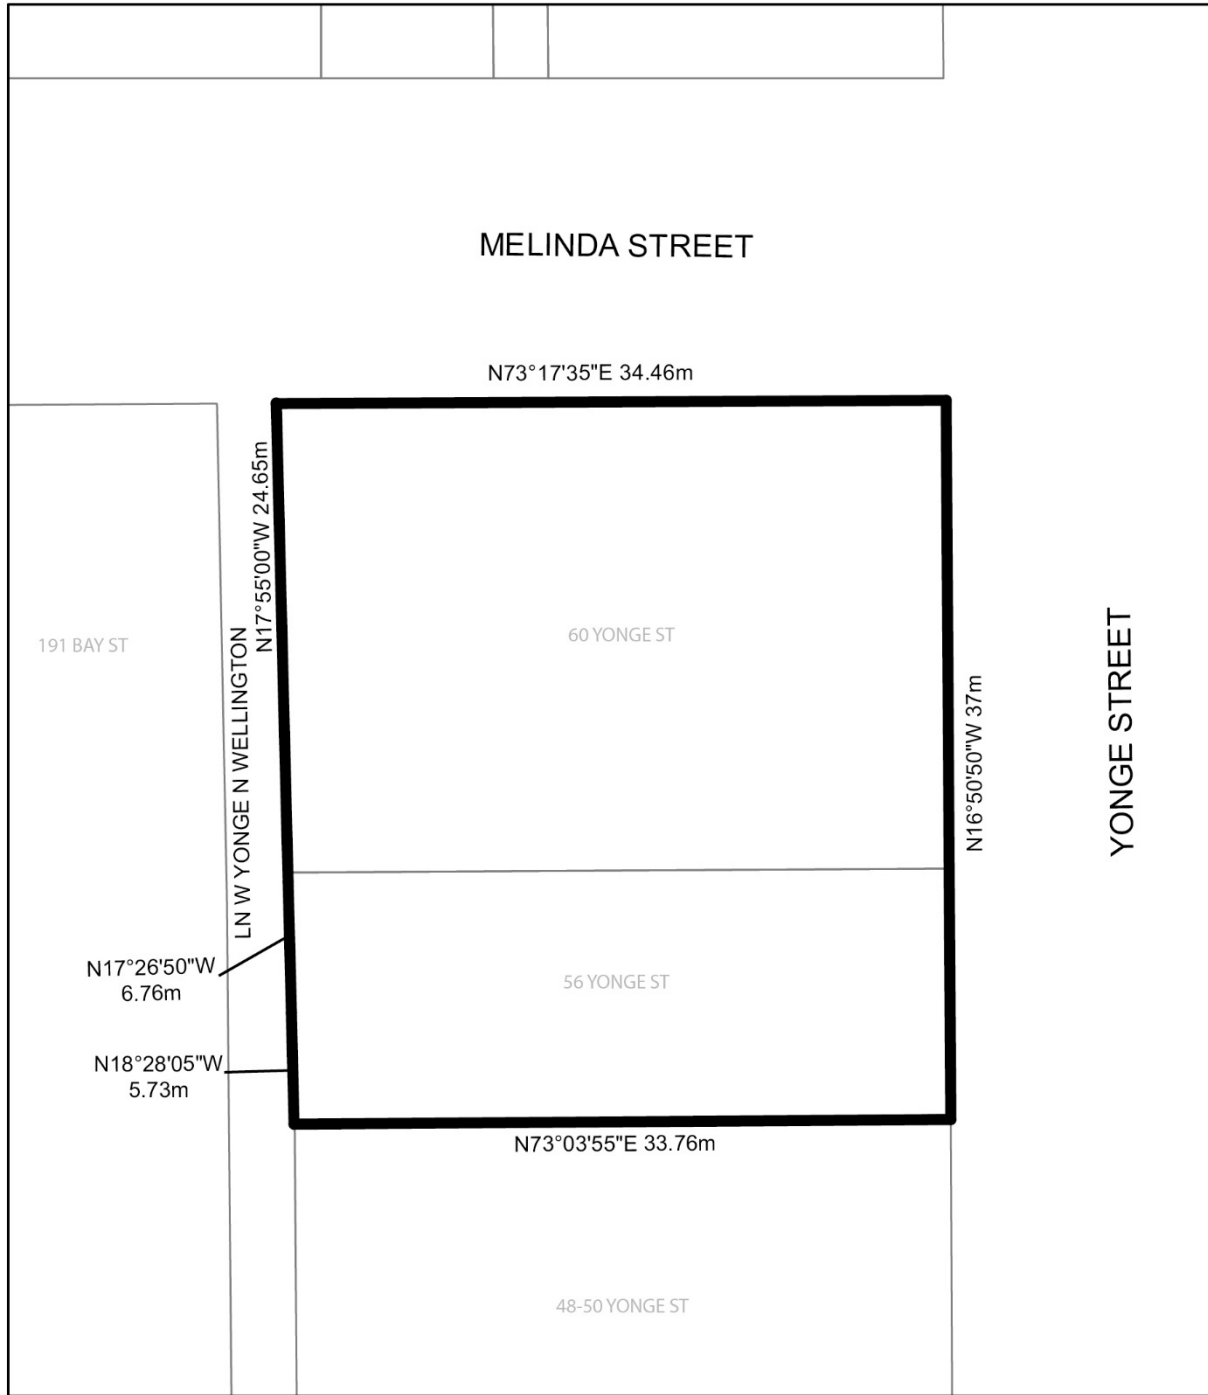 MELINDA STREET
N73°17'35"E 34.46m
N17°55'00"W 24.65m
60 YONGE ST
191 BAY ST
LN W YONGE N WELLINGTON
YONGE STREET
N16°50'50"W 37m
N17°26'50"W
6.76m
56 YONGE ST
N18°28'05"W
5.73m
N73°03'55"E 33.76m
48-50 YONGE ST